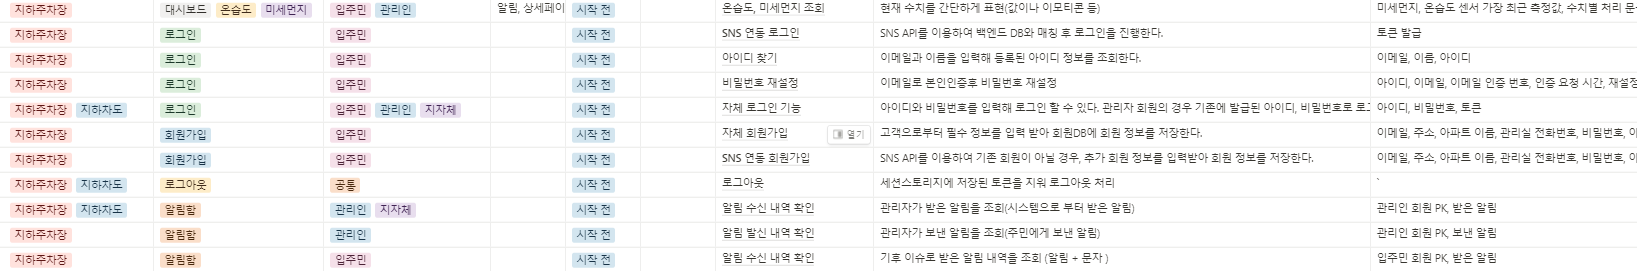 지하주차장 대시보드 온습도 미세먼지 입주민 관리인 알림, 상세페이 시작 전 온습도, 미세먼지 조회 현재 수치를 간단하게 표현(값이나 이모티콘 등) 미세먼지, 온습도 센서 가장 최근 측정값, 수치별 처리 문
지하주차장 로그인 입주민 시작 전 SNS 연동 로그인 SNS API를 이용하여 백엔드 DB와 매칭 후 로그인을 진행한다. 토큰 발급
지하주차장 로그인 입주민 시작 전 아이디 찾기 이메일과 이름을 입력해 등록된 아이디 정보를 조회한다. 이메일, 이름, 아이디
지하주차장 로그인 입주민 시작 전 비밀번호 재설정 이메일로 본인인증후 비밀번호 재설정 아이디, 이메일, 이메일 인증 번호, 인증 요청 시간, 재설정
지하주차장 지하차도 로그인 입주민 관리인 지자체 시작 전 자체 로그인 기능 아이디와 비밀번호를 입력해 로그인 할 수 있다. 관리자 회원의 경우 기존에 발급된 아이디, 비밀번호로 로그 아이디, 비밀번호, 토큰
지하주차장 회원가입 입주민 시작 전 자체 회원가입 열기 고객으로부터 필수 정보를 입력 받아 회원DB에 회원 정보를 저장한다. 이메일, 주소, 아파트 이름, 관리실 전화번호, 비밀번호, 이
지하주차장 회원가입 입주민 시작 전 SNS 연동 회원가입 SNS API를 이용하여 기존 회원이 아닐 경우, 추가 회원 정보를 입력받아 회원 정보를 저장한다. 이메일, 주소, 아파트 이름, 관리실 전화번호, 비밀번호, 이
지하주차장 지하차도 로그아웃 공통 시작 전 로그아웃 세션스토리지에 저장된 토큰을 지워 로그아웃 처리 `
지하주차장 지하차도 알림함 관리인 지자체 시작 전 알림 수신 내역 확인 관리자가 받은 알림을 조회(시스템으로 부터 받은 알림) 관리인 회원 PK, 받은 알림
지하주차장 알림함 관리인 시작 전 알림 발신 내역 확인 관리자가 보낸 알림을 조회(주민에게 보낸 알림) 관리인 회원 PK, 보낸 알림
지하주차장 알림함 입주민 시작 전 알림 수신 내역 확인 기후 이슈로 받은 알림 내역을 조회 (알림 + 문자 ) 입주민 회원 PK, 받은 알림